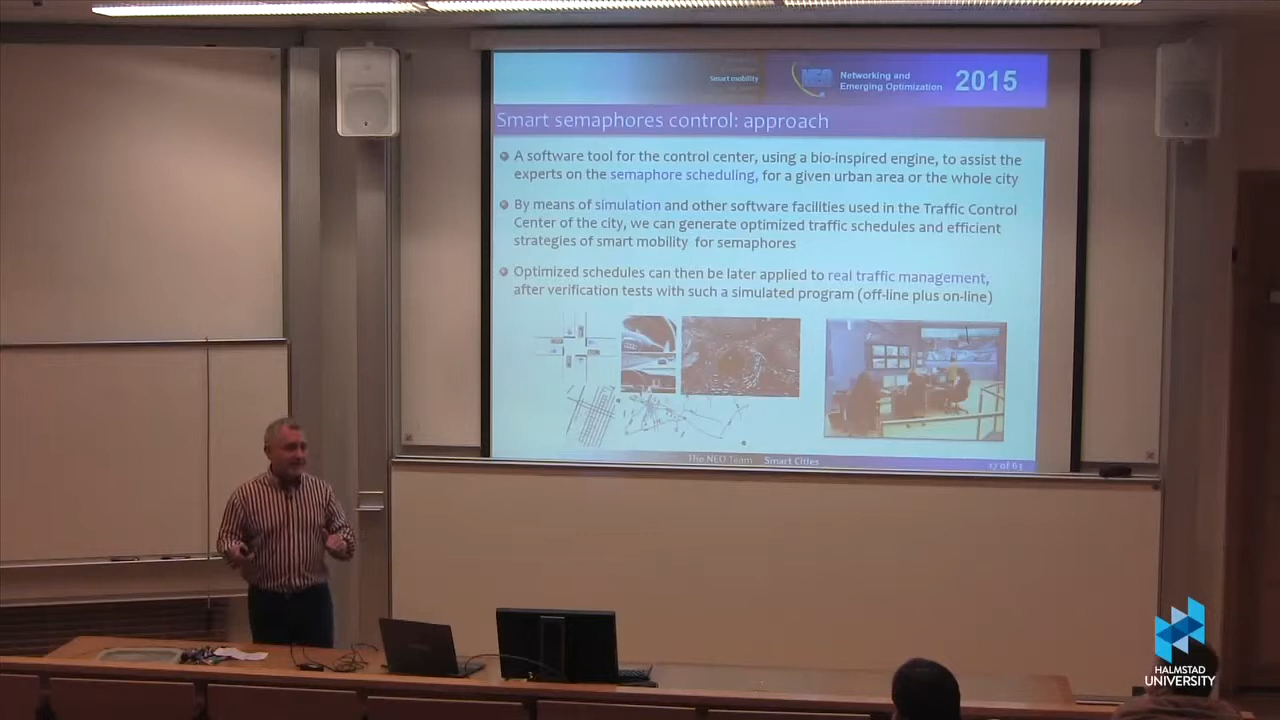 Smart mobility
NEO
Networking and
Emerging Optimization
2015
Smart semaphores control: approach
A software tool for the control center, using a bio-inspired engine, to assist the
experts on the semaphore scheduling, for a given urban area or the whole city
By means of simulation and other software facilities used in the Traffic Control
Center of the city, we can generate optimized traffic schedules and efficient
strategies of smart mobility for semaphores
Optimized schedules can then be later applied to real traffic management,
after verification tests with such a simulated program (off-line plus on-line)
The NEO Team Smart Cities
17 of 63
HALMSTAD
UNIVERSITY